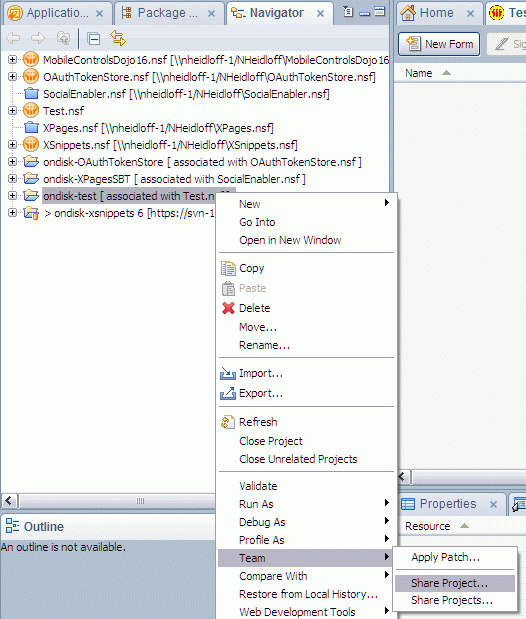 Applicatio...
Package ...
Navigator
Home
Tes
New Form
Sig
Name
MobileControlsDojo16.nsf [\\nheidloff-1/NHeidloff\MobileControlsDojo16
OAuthTokenStore.nsf [\\nheidloff-1/NHeidloff\OAuthTokenStore.nsf]
SocialEnabler.nsf [\\nheidloff-1/NHeidloff\SocialEnabler.nsf]
Test.nsf
XPages.nsf [\\nheidloff-1/NHeidloff\XPages.nsf]
XSnippets.nsf [\\nheidloff-1/NHeidloff\XSnippets.nsf]
ondisk-OAuthTokenStore [ associated with OAuthTokenStore.nsf ]
ondisk-XPagesSBT [ associated with SocialEnabler.nsf ]
ondisk-test [ associated with Test.nsf ]
> ondisk-xsnippets 6 [https://svn-1
New
Go Into
Open in New Window
Copy
Paste
Delete
Move...
Rename...
Import...
Export...
Refresh
Close Project
Close Unrelated Projects
Validate
Run As
Debug As
Profile As
Team
Compare With
Restore from Local History...
Web Development Tools
Apply Patch...
Share Project...
Share Projects...
Properties
Resource
Outline
An outline is not available.